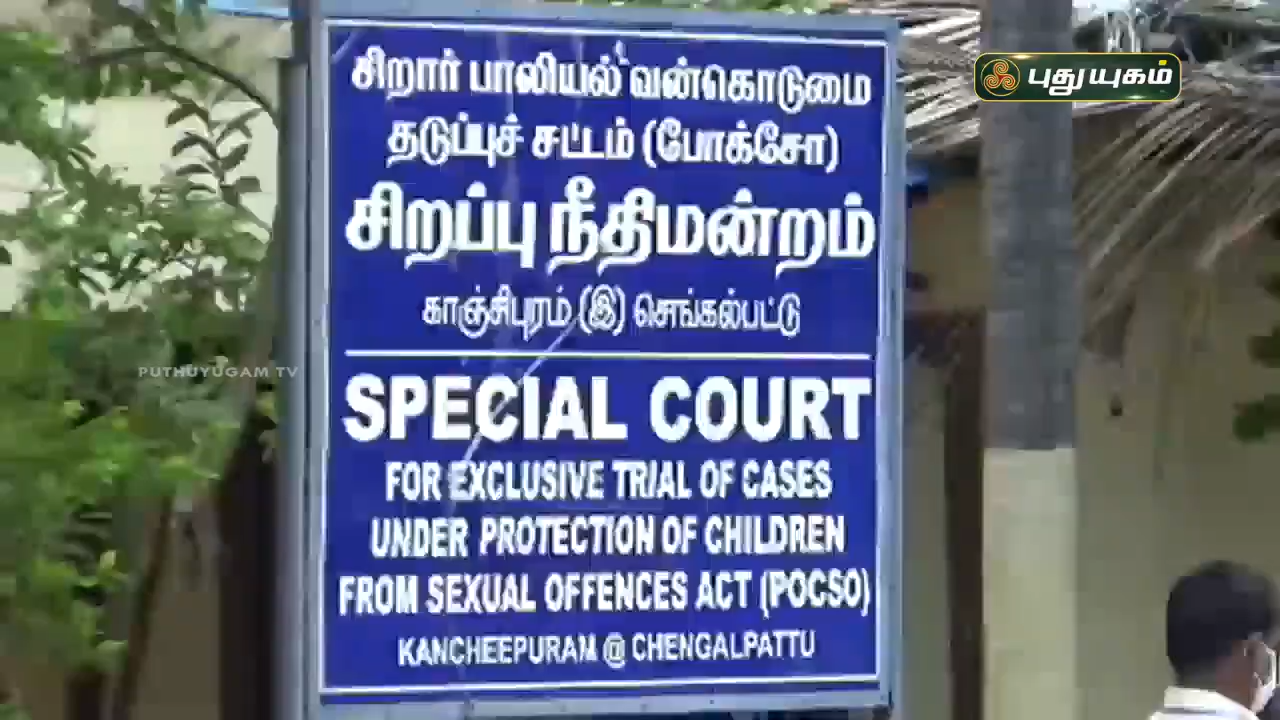 சிறார் பாலியல் வன்கொடுமை
தடுப்புச் சட்டம் (போக்சோ)
சிறப்பு நீதிமன்றம்
காஞ்சிபுரம் (இ) செங்கல்பட்டு
SPECIAL COURT
FOR EXCLUSIVE TRIAL OF CASES
UNDER PROTECTION OF CHILDREN
FROM SEXUAL OFFENCES ACT (POCSO)
KANCHEEPURAM @ CHENGALPATTU
புதுயுகம்
PUTHUYUGAM TV